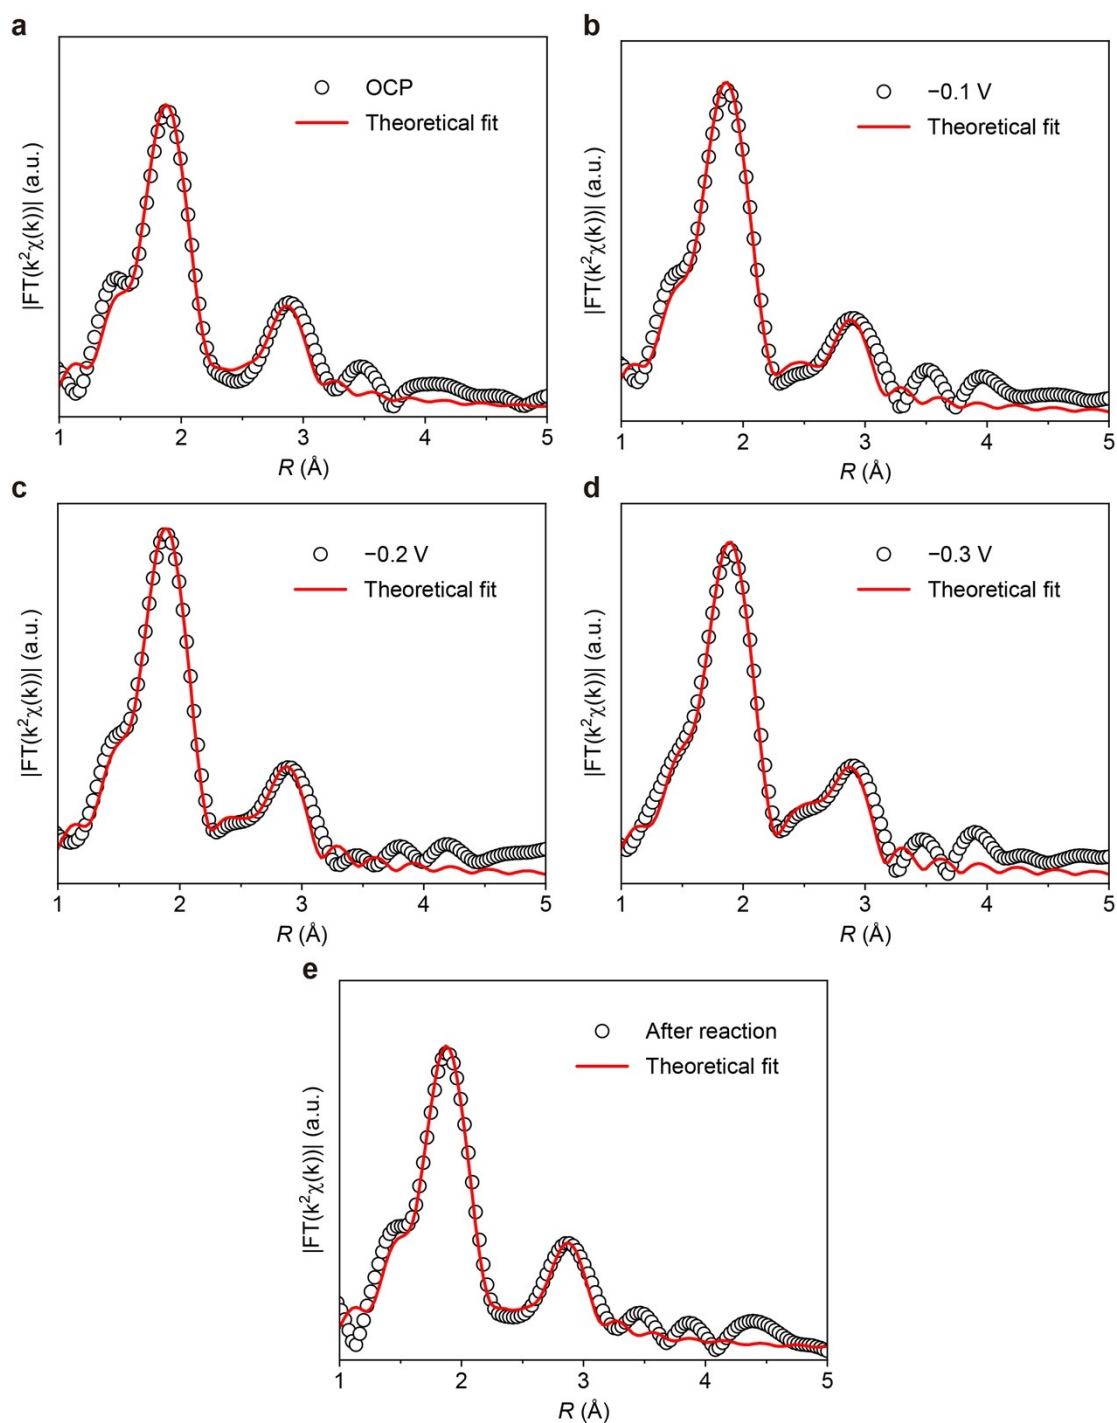 a
OCP
Theoretical fit
|FT(k²χ(k))| (a.u.)
1 2 3 4 5
R (Å)
b
−0.1 V
Theoretical fit
|FT(k²χ(k))| (a.u.)
1 2 3 4 5
R (Å)
c
−0.2 V
Theoretical fit
|FT(k²χ(k))| (a.u.)
1 2 3 4 5
R (Å)
d
−0.3 V
Theoretical fit
|FT(k²χ(k))| (a.u.)
1 2 3 4 5
R (Å)
e
After reaction
Theoretical fit
|FT(k²χ(k))| (a.u.)
1 2 3 4 5
R (Å)